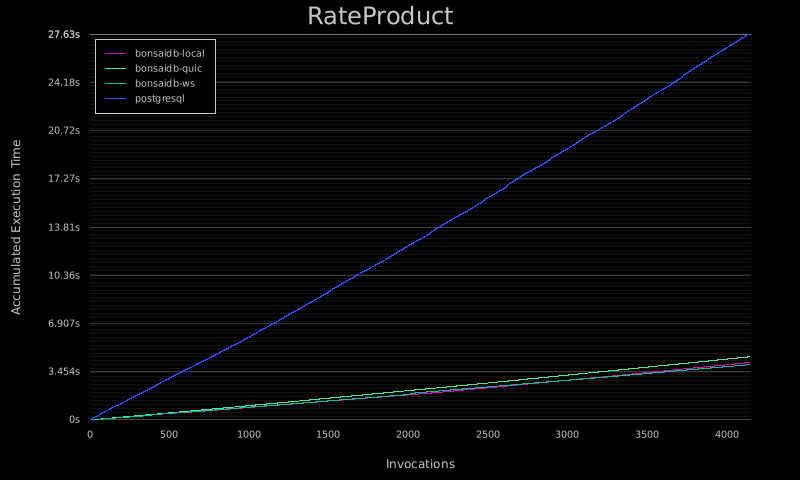 RateProduct
27.63s
24.18s
20.72s
17.27s
13.81s
10.36s
6.907s
3.454s
0s
bonsaidb-local
bonsaidb-quic
bonsaidb-ws
postgresql
Accumulated Execution Time
0 500 1000 1500 2000 2500 3000 3500 4000
Invocations